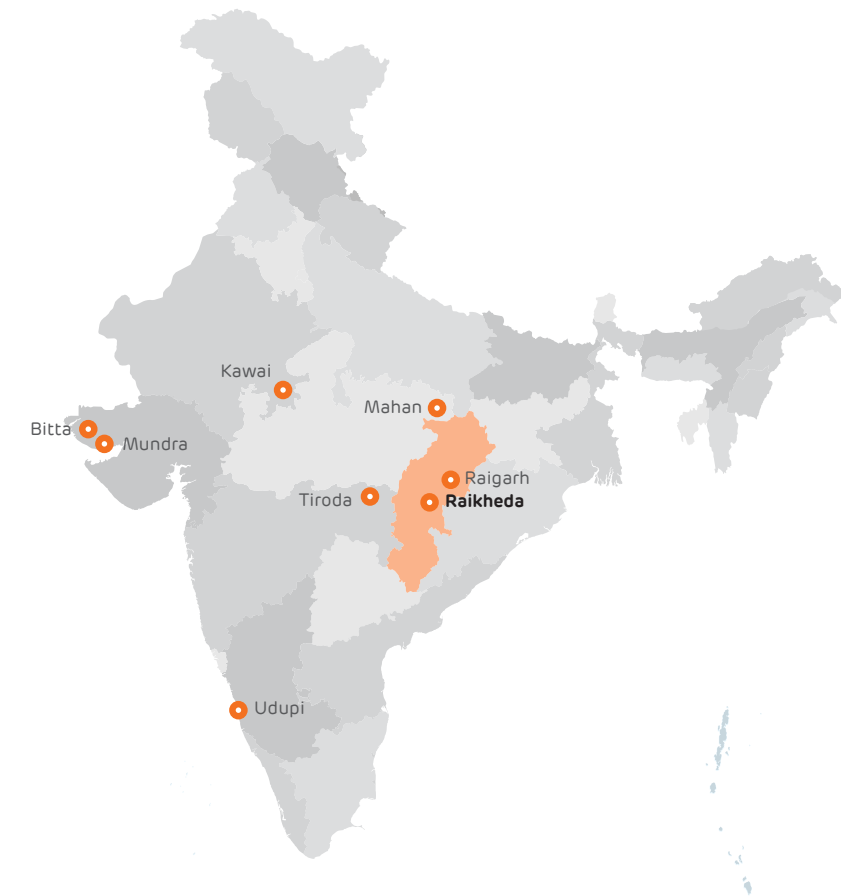 Kawai
Mahan
Bitta
Mundra
Raigarh
Tiroda
Raikheda
Udupi